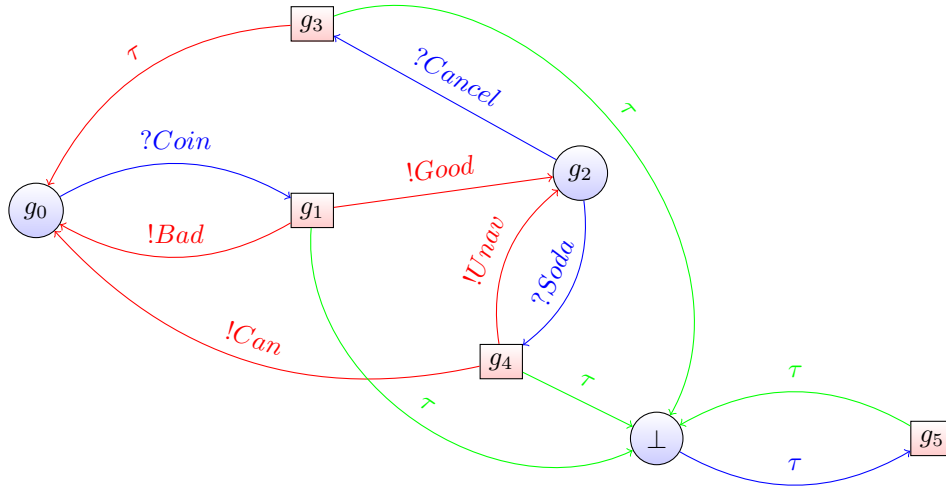 g3
τ
?Cancel
τ
?Coin
!Good
g2
g0
g1
!Bad
!Unav
?Soda
!Can
g4
τ
τ
τ
⊥
g5
τ